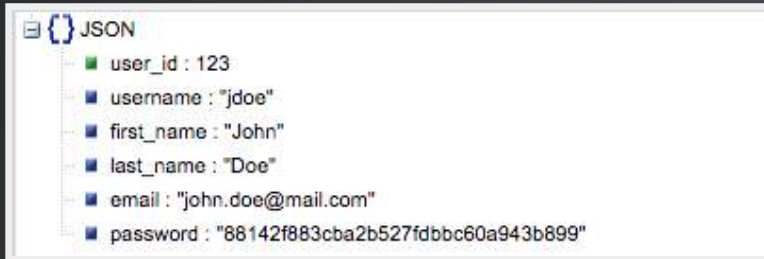 {} JSON
user_id : 123
username : "jdoe"
first_name : "John"
last_name : "Doe"
email : "john.doe@mail.com"
password : "88142f883cba2b527fdbbc60a943b899"